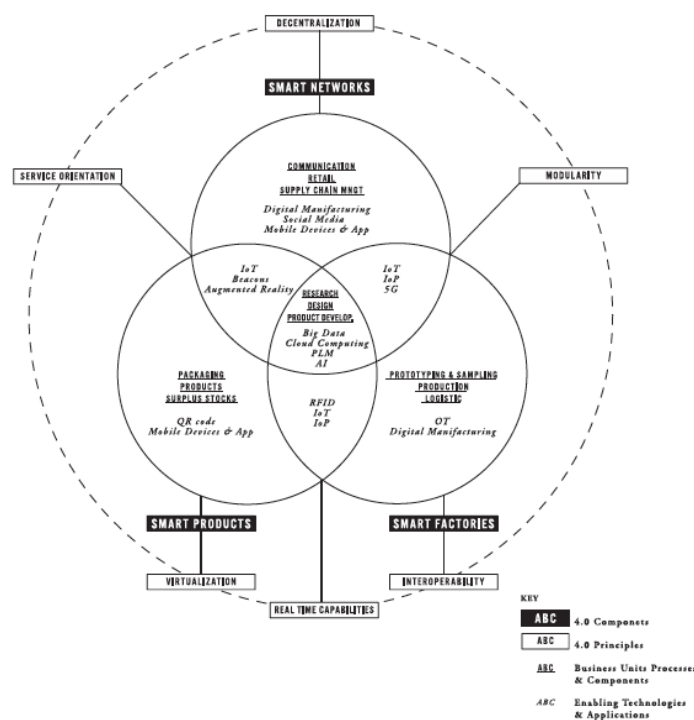 DECENTRALIZATION
SMART NETWORKS
SERVICE ORIENTATION
MODULARITY
COMMUNICATION
RETAIL
SUPPLY CHAIN MNGT
Digital Manifacturing
Social Media
Mobile Devices & App
IoT
Beacons
Augmented Reality
IoT
IoP
5G
RESEARCH
DESIGN
PRODUCT DEVELOP.
Big Data
Cloud Computing
PLM
AI
PACKAGING
PRODUCTS
SURPLUS STOCKS
QR code
Mobile Devices & App
PROTOTYPING & SAMPLING
PRODUCTION
LOGISTIC
OT
Digital Manifacturing
RFID
IoT
IoP
SMART PRODUCTS
SMART FACTORIES
VIRTUALIZATION
INTEROPERABILITY
REAL TIME CAPABILITIES
KEY
ABC 4.0 Componets
ABC 4.0 Principles
ABC Business Units Processes
& Components
ABC Enabling Technologies
& Applications